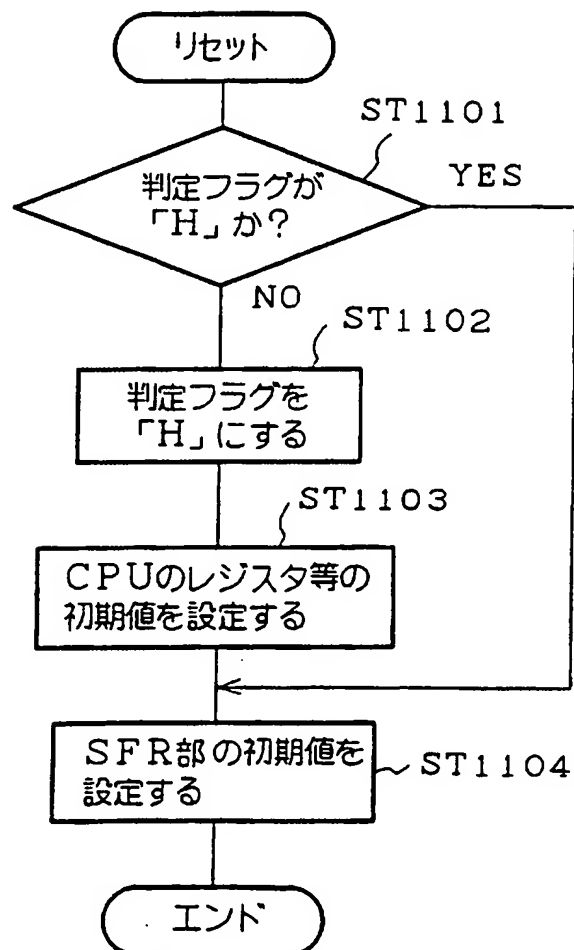 リセット
ST1101
判定フラグが
「H」か?
YES
NO
ST1102
判定フラグを
「H」にする
ST1103
CPUのレジスタ等の
初期値を設定する
SFR部の初期値を
設定する
ST1104
エンド